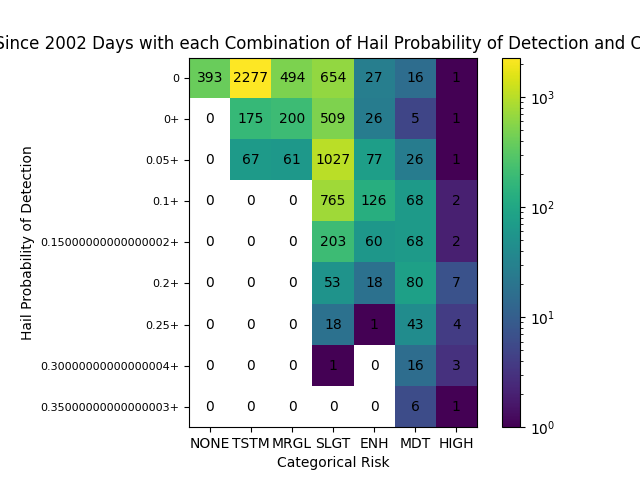 Since 2002 Days with each Combination of Hail Probability of Detection and C
0 393 2277 494 654 27 16 1
0+ 0 175 200 509 26 5 1
0.05+ 0 67 61 1027 77 26 1
0.1+ 0 0 0 765 126 68 2
0.15000000000000002+ 0 0 0 203 60 68 2
0.2+ 0 0 0 53 18 80 7
0.25+ 0 0 0 18 1 43 4
0.30000000000000004+ 0 0 0 1 0 16 3
0.35000000000000003+ 0 0 0 0 0 6 1
NONE TSTM MRGL SLGT ENH MDT HIGH
Categorical Risk
Hail Probability of Detection
10³
10²
10¹
10⁰